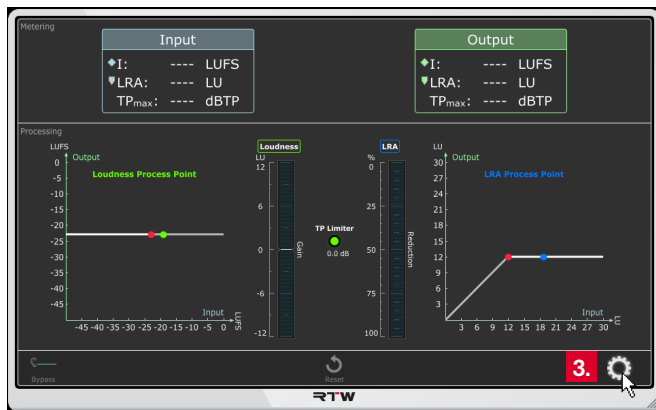 Metering
Input
I: ---- LUFS
LRA: ---- LU
TPmax: ---- dBTP
Output
I: ---- LUFS
LRA: ---- LU
TPmax: ---- dBTP
Processing
LUFS
Output
Loudness Process Point
0
-5
-10
-15
-20
-25
-30
-35
-40
-45
-45 -40 -35 -30 -25 -20 -15 -10 -5 0
Input
LUFS
Loudness
LU
12
6
0
-6
-12
Gain
TP Limiter
0.0 dB
LRA
%
0
25
50
75
100
Reduction
LU
Output
LRA Process Point
30
27
24
21
18
15
12
9
6
3
3 6 9 12 15 18 21 24 27 30
Input
LU
Bypass
Reset
3.
RTW